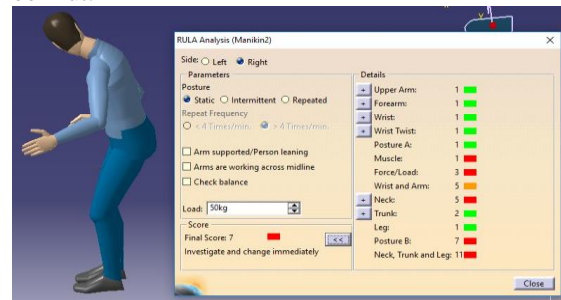 RULA Analysis (Manikin2)
Side: Left Right
Parameters
Posture
Static Intermittent Repeated
Repeat Frequency
< 4 Times/min. > 4 Times/min.
Arm supported/Person leaning
Arms are working across midline
Check balance
Load: 50kg
Score
Final Score: 7
<<
Investigate and change immediately
Details
+ Upper Arm: 1
+ Forearm: 1
+ Wrist: 1
+ Wrist Twist: 1
Posture A: 1
Muscle: 1
Force/Load: 3
Wrist and Arm: 5
+ Neck: 5
+ Trunk: 2
Leg: 1
Posture B: 7
Neck, Trunk and Leg: 11
Close